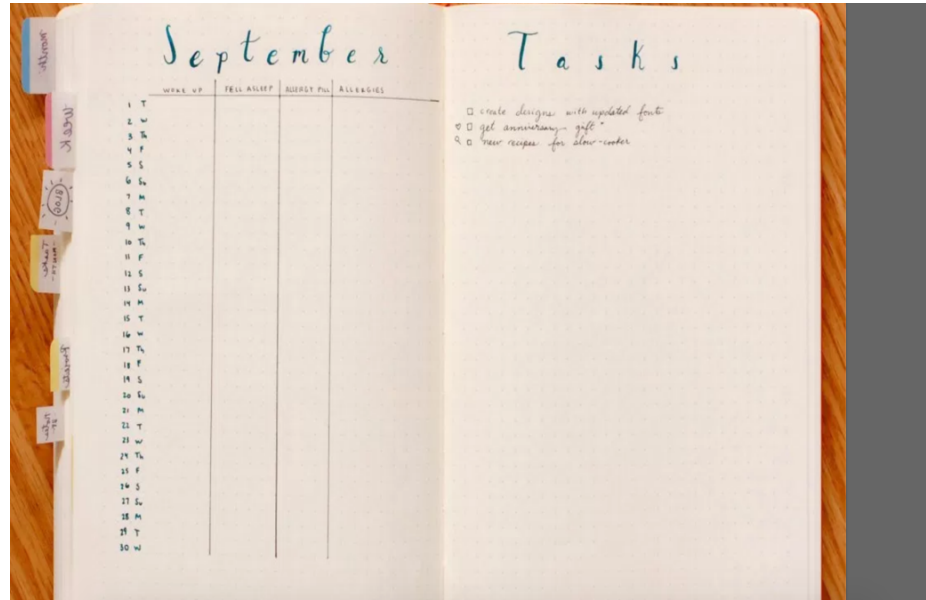 September
WOKE UP FELL ASLEEP ALLERGY PILL ALLERGIES
1 T
2 W
3 Th
4 F
5 S
6 Su
7 M
8 T
9 W
10 Th
11 F
12 S
13 Su
14 M
15 T
16 W
17 Th
18 F
19 S
20 Su
21 M
22 T
23 W
24 Th
25 F
26 S
27 Su
28 M
29 T
30 W
Tasks
create designs with updated fonts
get anniversary gift
new recipes for slow-cooker
WEEK
BLOG